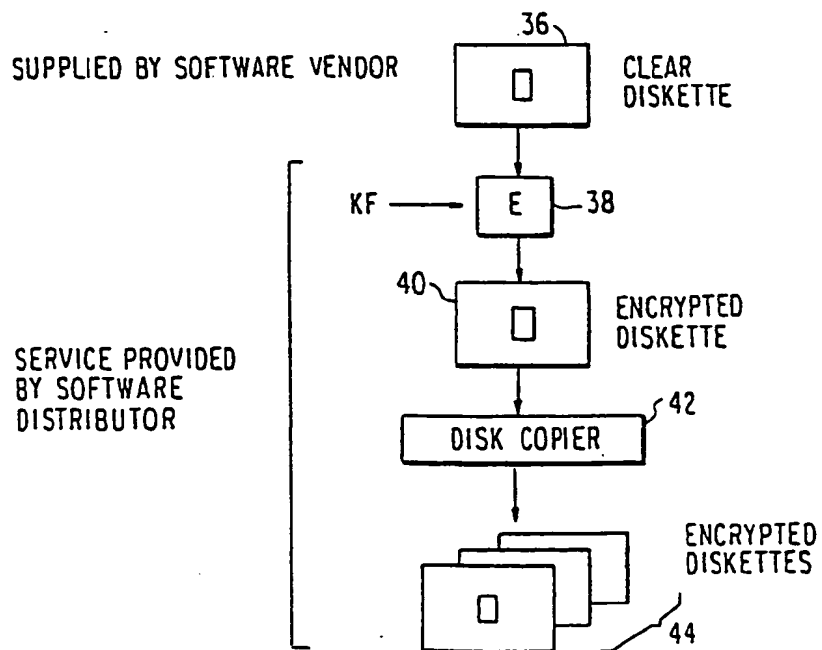 36
SUPPLIED BY SOFTWARE VENDOR
CLEAR
DISKETTE
KF
E
38
40
ENCRYPTED
DISKETTE
SERVICE PROVIDED
BY SOFTWARE
DISTRIBUTOR
42
DISK COPIER
ENCRYPTED
DISKETTES
44